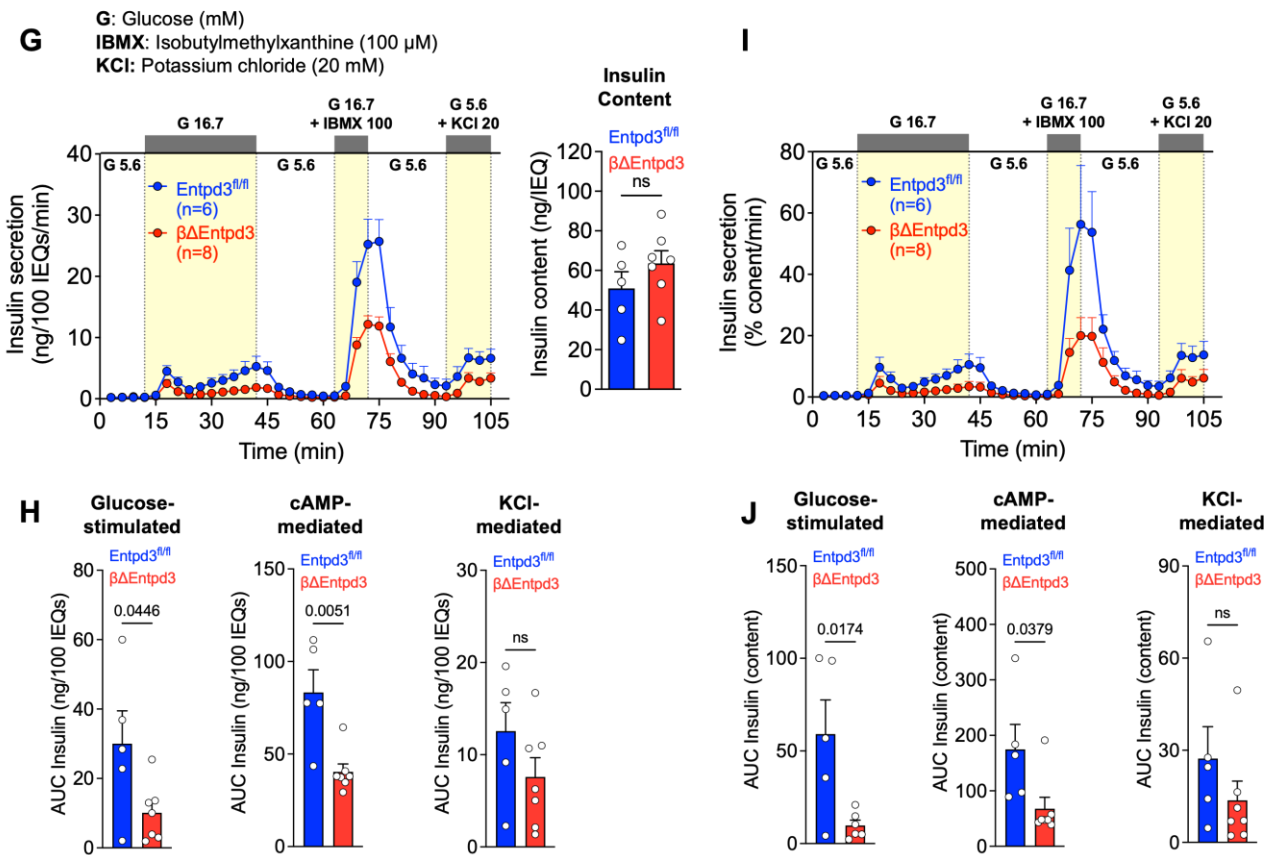 G
G: Glucose (mM)
IBMX: Isobutylmethylxanthine (100 µM)
KCl: Potassium chloride (20 mM)
G 16.7
G 16.7
+ IBMX 100
G 5.6
+ KCl 20
G 5.6
G 5.6
G 5.6
Entpd3fl/fl
(n=6)
βΔEntpd3
(n=8)
Insulin secretion
(ng/100 IEQs/min)
40
30
20
10
0
0 15 30 45 60 75 90 105
Time (min)
Insulin
Content
Entpd3fl/fl
βΔEntpd3
ns
Insulin content (ng/IEQ)
120
100
80
60
40
20
0
I
G 16.7
G 16.7
+ IBMX 100
G 5.6
+ KCl 20
G 5.6
G 5.6
G 5.6
Entpd3fl/fl
(n=6)
βΔEntpd3
(n=8)
Insulin secretion
(% conent/min)
80
60
40
20
0
0 15 30 45 60 75 90 105
Time (min)
H
Glucose-
stimulated
Entpd3fl/fl
βΔEntpd3
0.0446
AUC Insulin (ng/100 IEQs)
80
60
40
20
0
cAMP-
mediated
Entpd3fl/fl
βΔEntpd3
0.0051
AUC Insulin (ng/100 IEQs)
150
100
50
0
KCl-
mediated
Entpd3fl/fl
βΔEntpd3
ns
AUC Insulin (ng/100 IEQs)
30
20
10
0
J
Glucose-
stimulated
Entpd3fl/fl
βΔEntpd3
0.0174
AUC Insulin (content)
150
100
50
0
cAMP-
mediated
Entpd3fl/fl
βΔEntpd3
0.0379
AUC Insulin (content)
500
400
300
200
100
0
KCl-
mediated
Entpd3fl/fl
βΔEntpd3
ns
AUC Insulin (content)
90
60
30
0